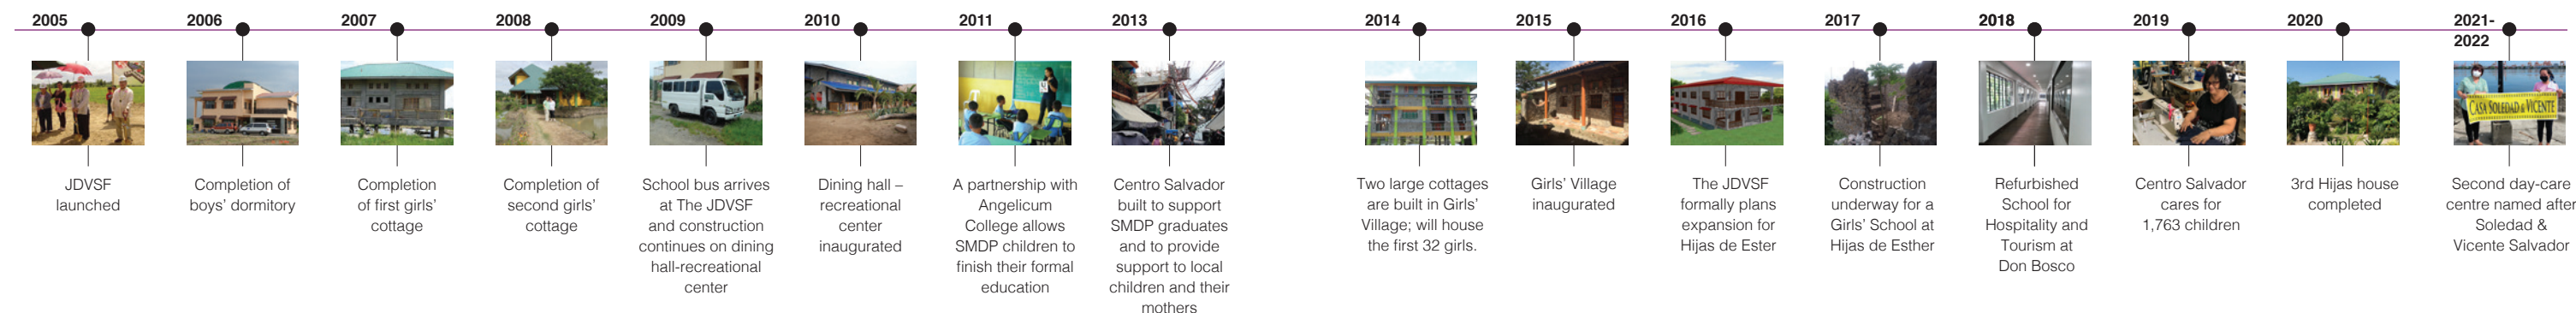 2005
JDVSF
launched
2006
Completion of
boys' dormitory
2007
Completion
of first girls'
cottage
2008
Completion of
second girls'
cottage
2009
School bus arrives
at The JDVSF
and construction
continues on dining
hall-recreational
center
2010
Dining hall –
recreational
center
inaugurated
2011
A partnership with
Angelicum
College allows
SMDP children to
finish their formal
education
2013
Centro Salvador
built to support
SMDP graduates
and to provide
support to local
children and their
mothers
2014
Two large cottages
are built in Girls'
Village; will house
the first 32 girls.
2015
Girls' Village
inaugurated
2016
The JDVSF
formally plans
expansion for
Hijas de Ester
2017
Construction
underway for a
Girls' School at
Hijas de Esther
2018
Refurbished
School for
Hospitality and
Tourism at
Don Bosco
2019
Centro Salvador
cares for
1,763 children
2020
3rd Hijas house
completed
2021-
2022
CASA SOLEDAD & VICENTE
Second day-care
centre named after
Soledad &
Vicente Salvador